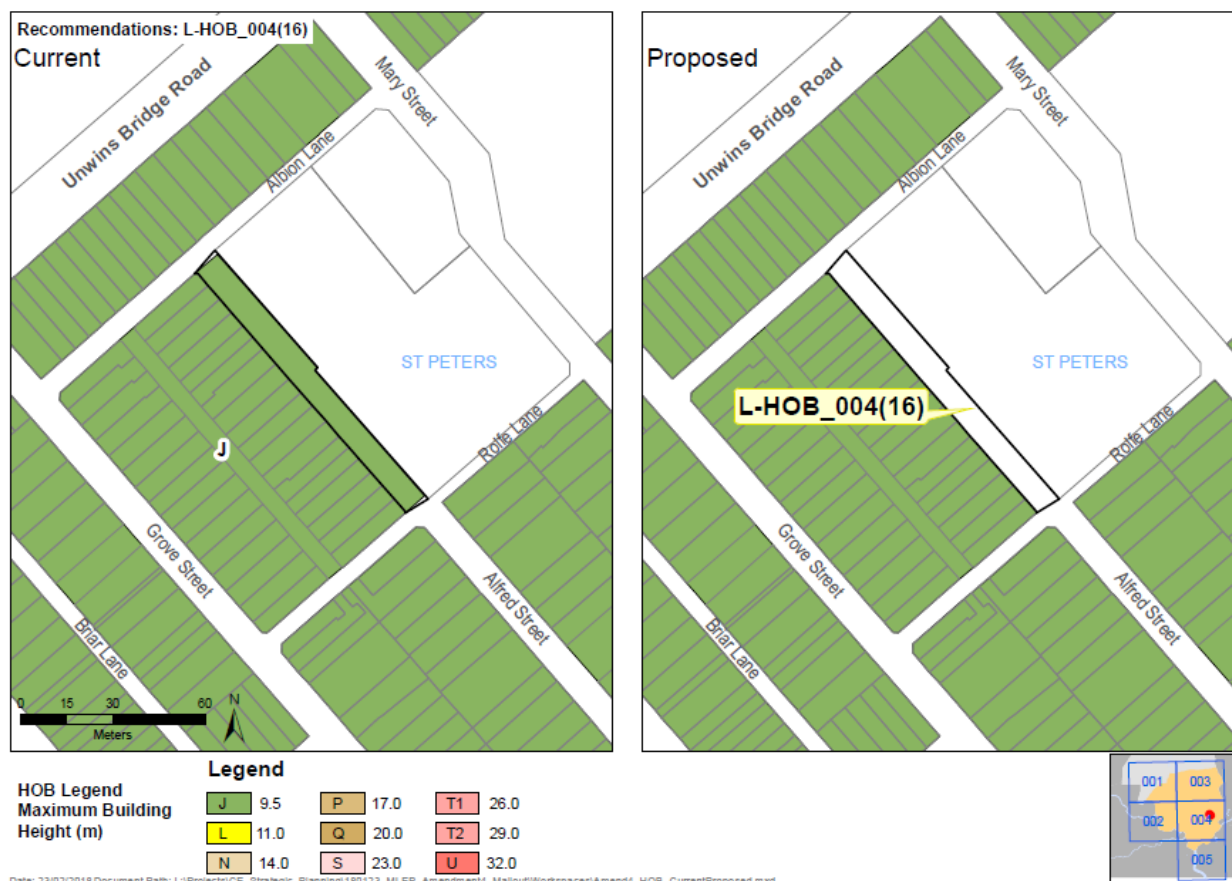 Recommendations: L-HOB_004(16)
Current
Unwins Bridge Road
Mary Street
Albion Lane
ST PETERS
J
Rolfe Lane
Grove Street
Alfred Street
Briar Lane
0 15 30 60
Meters
N
Proposed
Unwins Bridge Road
Mary Street
Albion Lane
ST PETERS
L-HOB_004(16)
Rolfe Lane
Grove Street
Alfred Street
Briar Lane
HOB Legend
Maximum Building
Height (m)
Legend
J 9.5 P 17.0 T1 26.0
L 11.0 Q 20.0 T2 29.0
N 14.0 S 23.0 U 32.0
001 003
002 004
005